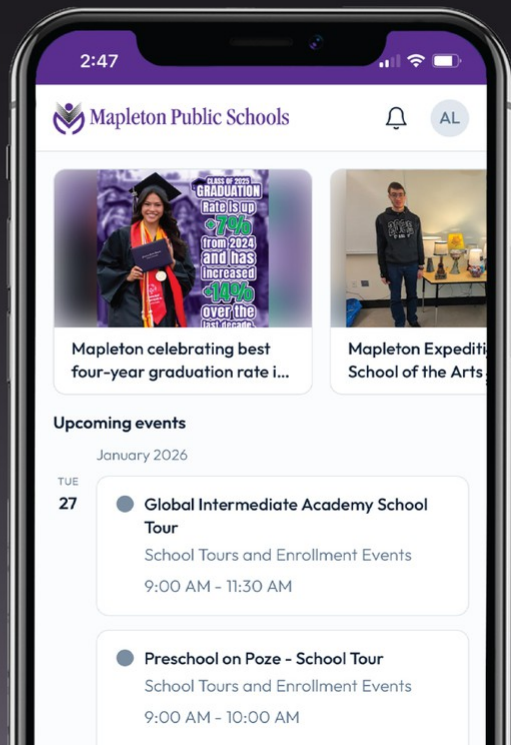 2:47
Mapleton Public Schools
AL
CLASS OF 2025
GRADUATION
Rate is up
+7%
from 2024
and has
increased
+14%
over the
last decade
Mapleton celebrating best
four-year graduation rate i...
Mapleton Expediti
School of the Arts
Upcoming events
January 2026
TUE
27
Global Intermediate Academy School
Tour
School Tours and Enrollment Events
9:00 AM - 11:30 AM
Preschool on Poze - School Tour
School Tours and Enrollment Events
9:00 AM - 10:00 AM